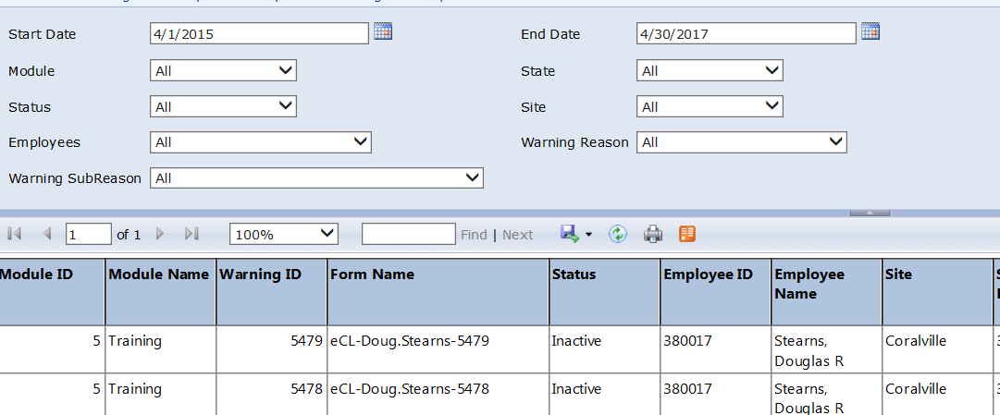 Start Date 4/1/2015 End Date 4/30/2017
Module All State All
Status All Site All
Employees All Warning Reason All
Warning SubReason All
1 of 1 100% Find | Next
Module ID Module Name Warning ID Form Name Status Employee ID Employee Name Site
5 Training 5479 eCL-Doug.Stearns-5479 Inactive 380017 Stearns, Douglas R Coralville
5 Training 5478 eCL-Doug.Stearns-5478 Inactive 380017 Stearns, Douglas R Coralville